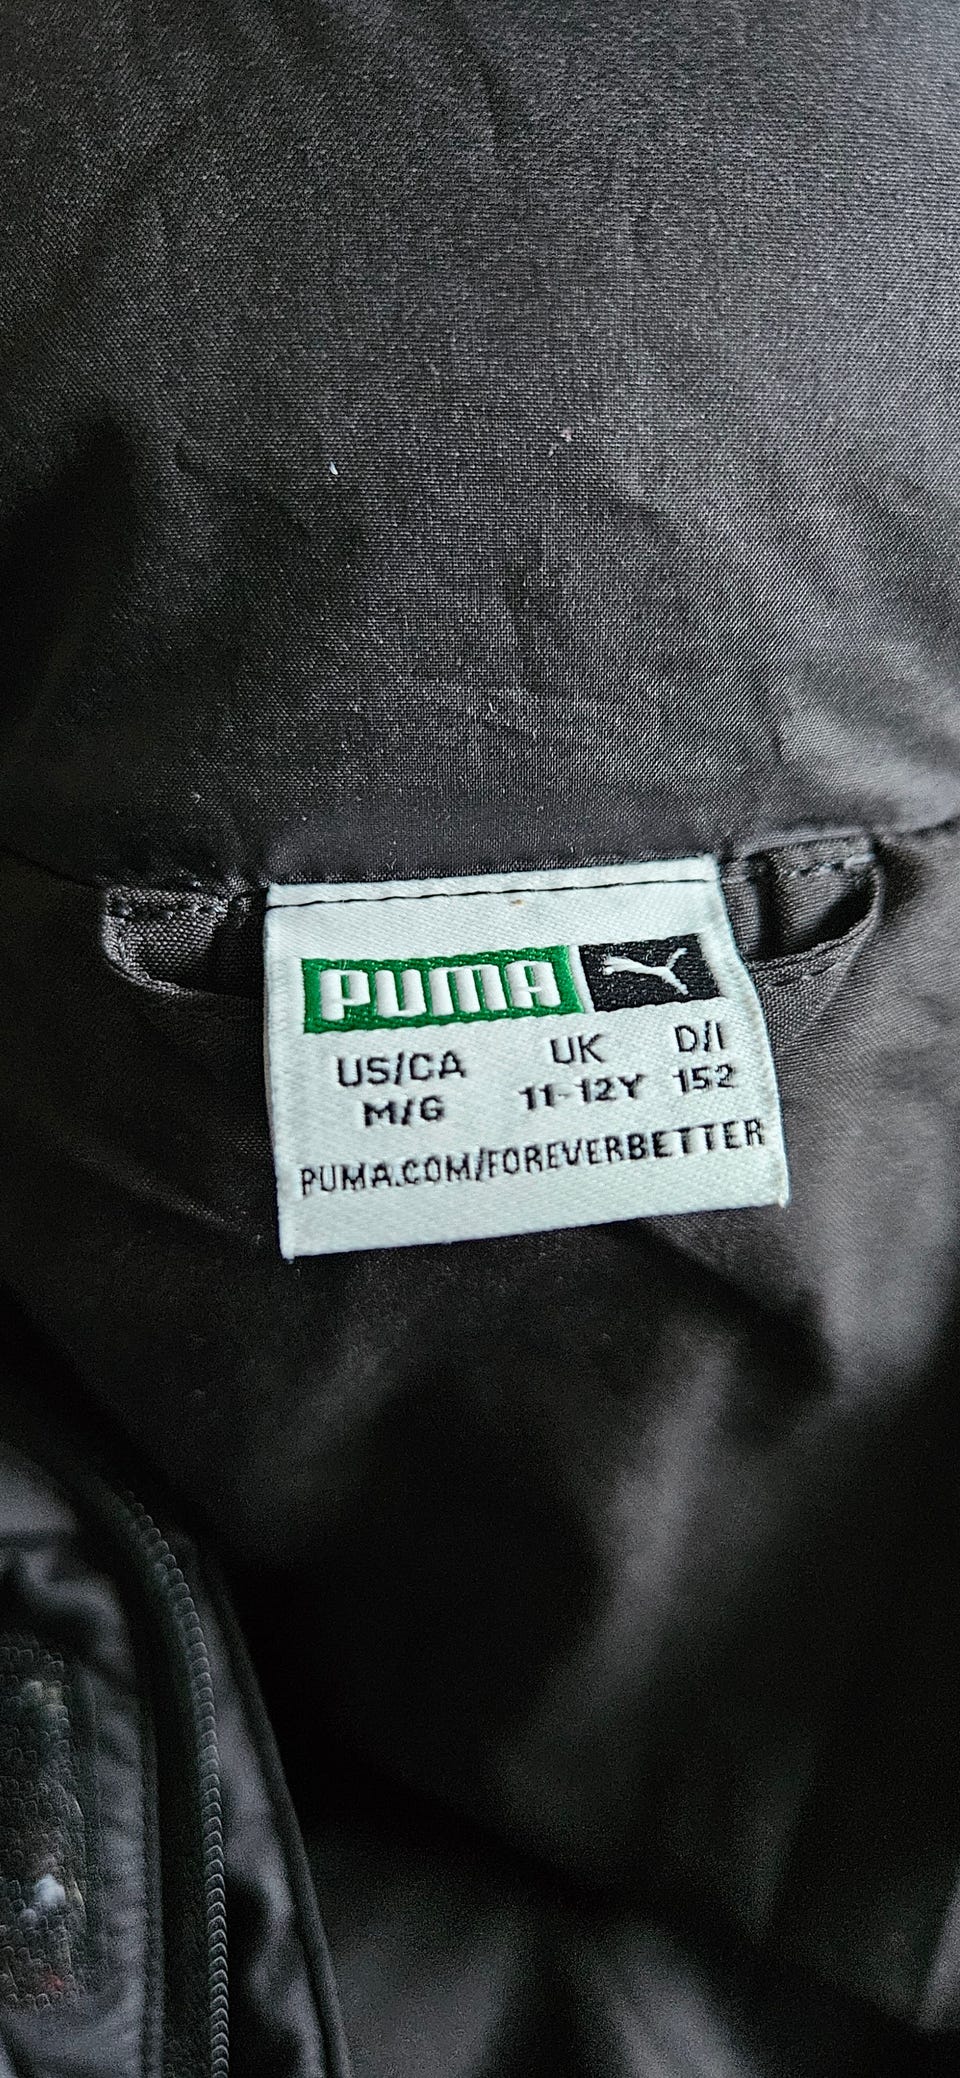 PUMA
US/CA UK D/I
M/G 11-12Y 152
PUMA.COM/FOREVERBETTER